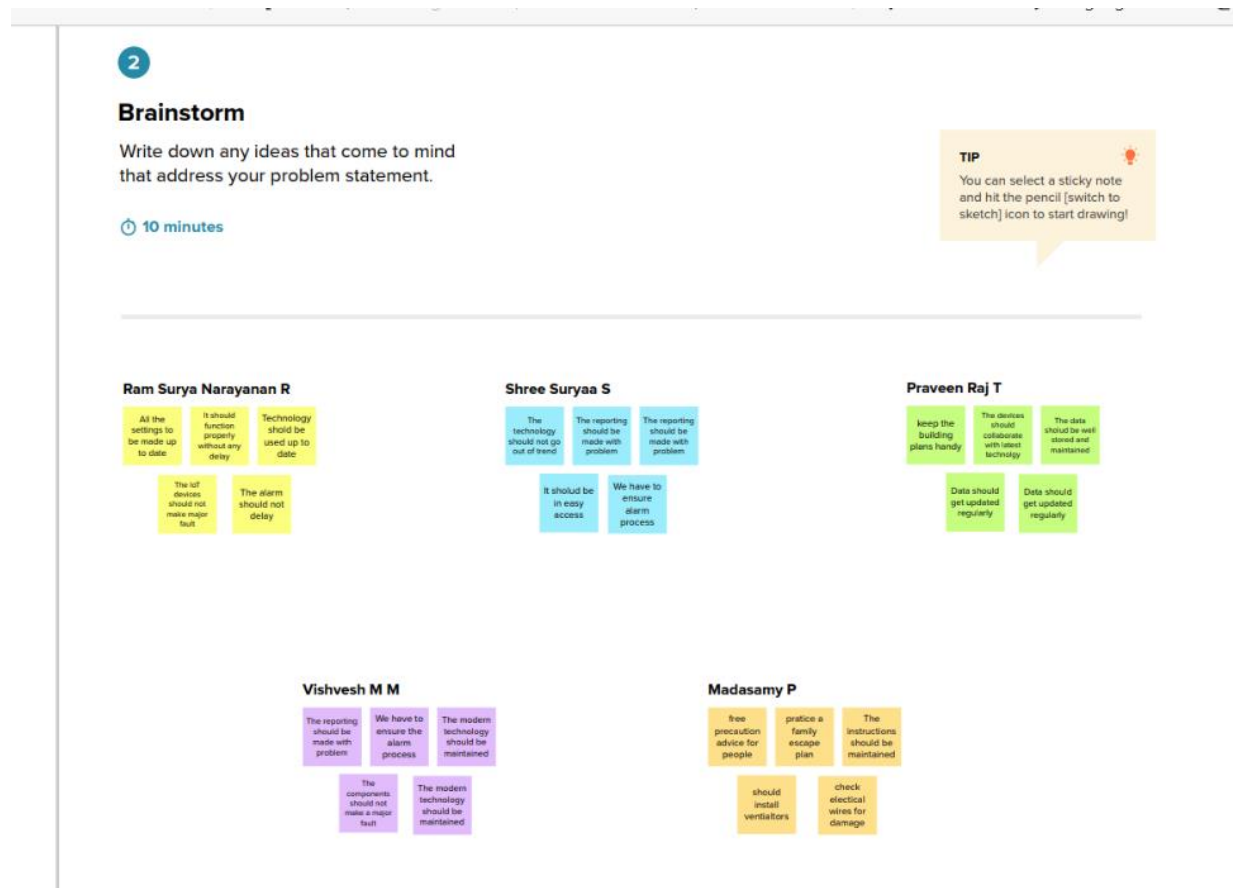 2
Brainstorm
Write down any ideas that come to mind
that address your problem statement.
10 minutes
TIP
You can select a sticky note
and hit the pencil [switch to
sketch] icon to start drawing!
Ram Surya Narayanan R
All the
settings to
be made up
to date
It should
function
properly
without any
delay
Technology
shold be
used up to
date
The IoT
devices
should not
make major
fault
The alarm
should not
delay
Shree Suryaa S
The
technology
should not go
out of trend
The reporting
should be
made with
problem
The reporting
should be
made with
problem
It sholud be
in easy
access
We have to
ensure
alarm
process
Praveen Raj T
keep the
building
plans handy
The devices
should
collaborate
with latest
technolgy
The data
sholud be well
stored and
maintained
Data should
get updated
regularly
Data should
get updated
regularly
Vishvesh M M
The reporting
should be
made with
problem
We have to
ensure the
alarm
process
The modern
technology
should be
maintained
The
components
should not
make a major
fault
The modern
technology
should be
maintained
Madasamy P
free
precaution
advice for
people
pratice a
family
escape
plan
The
instructions
should be
maintained
should
install
ventialtors
check
electical
wires for
damage